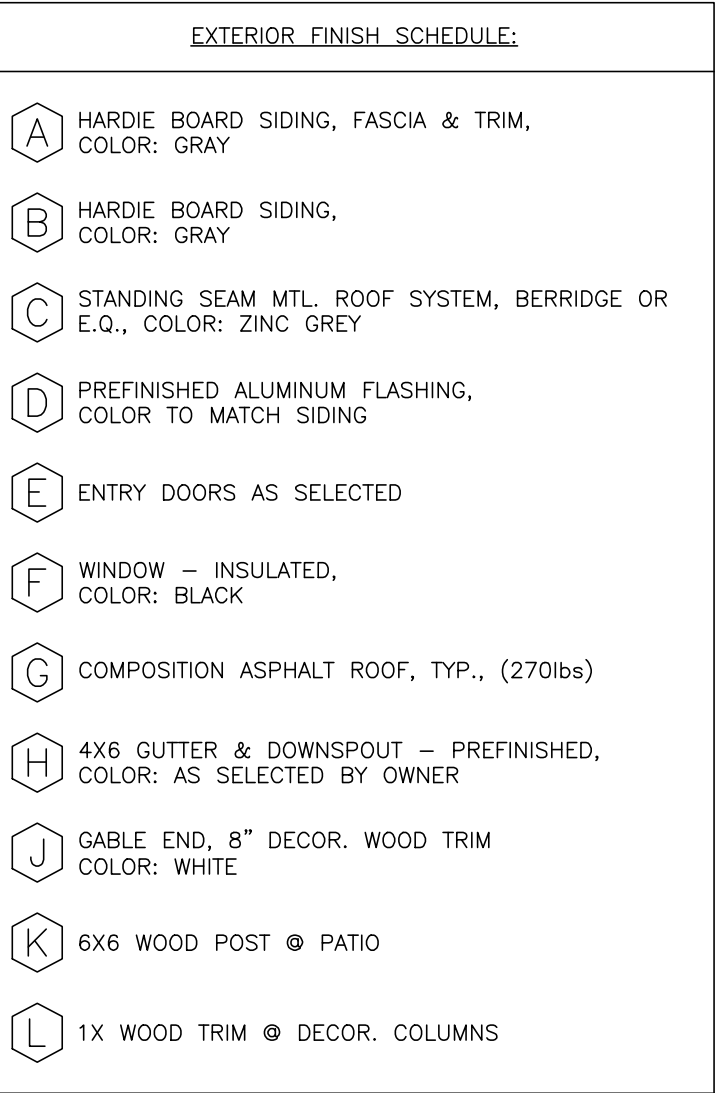 EXTERIOR FINISH SCHEDULE:
A HARDIE BOARD SIDING, FASCIA & TRIM,
COLOR: GRAY
B HARDIE BOARD SIDING,
COLOR: GRAY
C STANDING SEAM MTL. ROOF SYSTEM, BERRIDGE OR
E.Q., COLOR: ZINC GREY
D PREFINISHED ALUMINUM FLASHING,
COLOR TO MATCH SIDING
E ENTRY DOORS AS SELECTED
F WINDOW – INSULATED,
COLOR: BLACK
G COMPOSITION ASPHALT ROOF, TYP., (270lbs)
H 4X6 GUTTER & DOWNSPOUT – PREFINISHED,
COLOR: AS SELECTED BY OWNER
J GABLE END, 8" DECOR. WOOD TRIM
COLOR: WHITE
K 6X6 WOOD POST @ PATIO
L 1X WOOD TRIM @ DECOR. COLUMNS